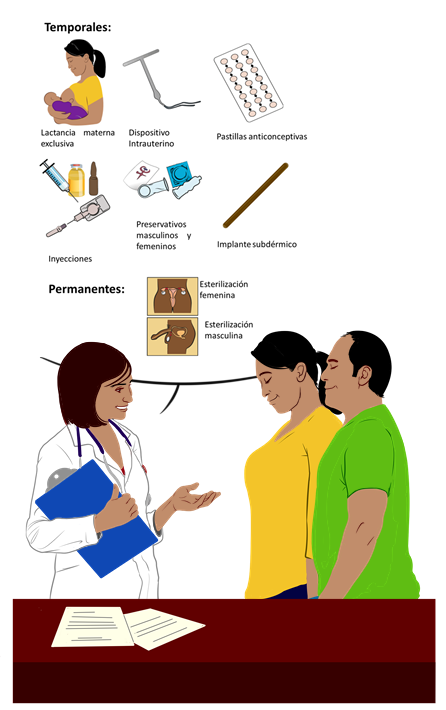 Temporales:
Lactancia materna
exclusiva
Dispositivo
Intrauterino
Pastillas anticonceptivas
Inyecciones
Preservativos
masculinos y
femeninos
Implante subdérmico
Permanentes:
Esterilización
femenina
Esterilización
masculina